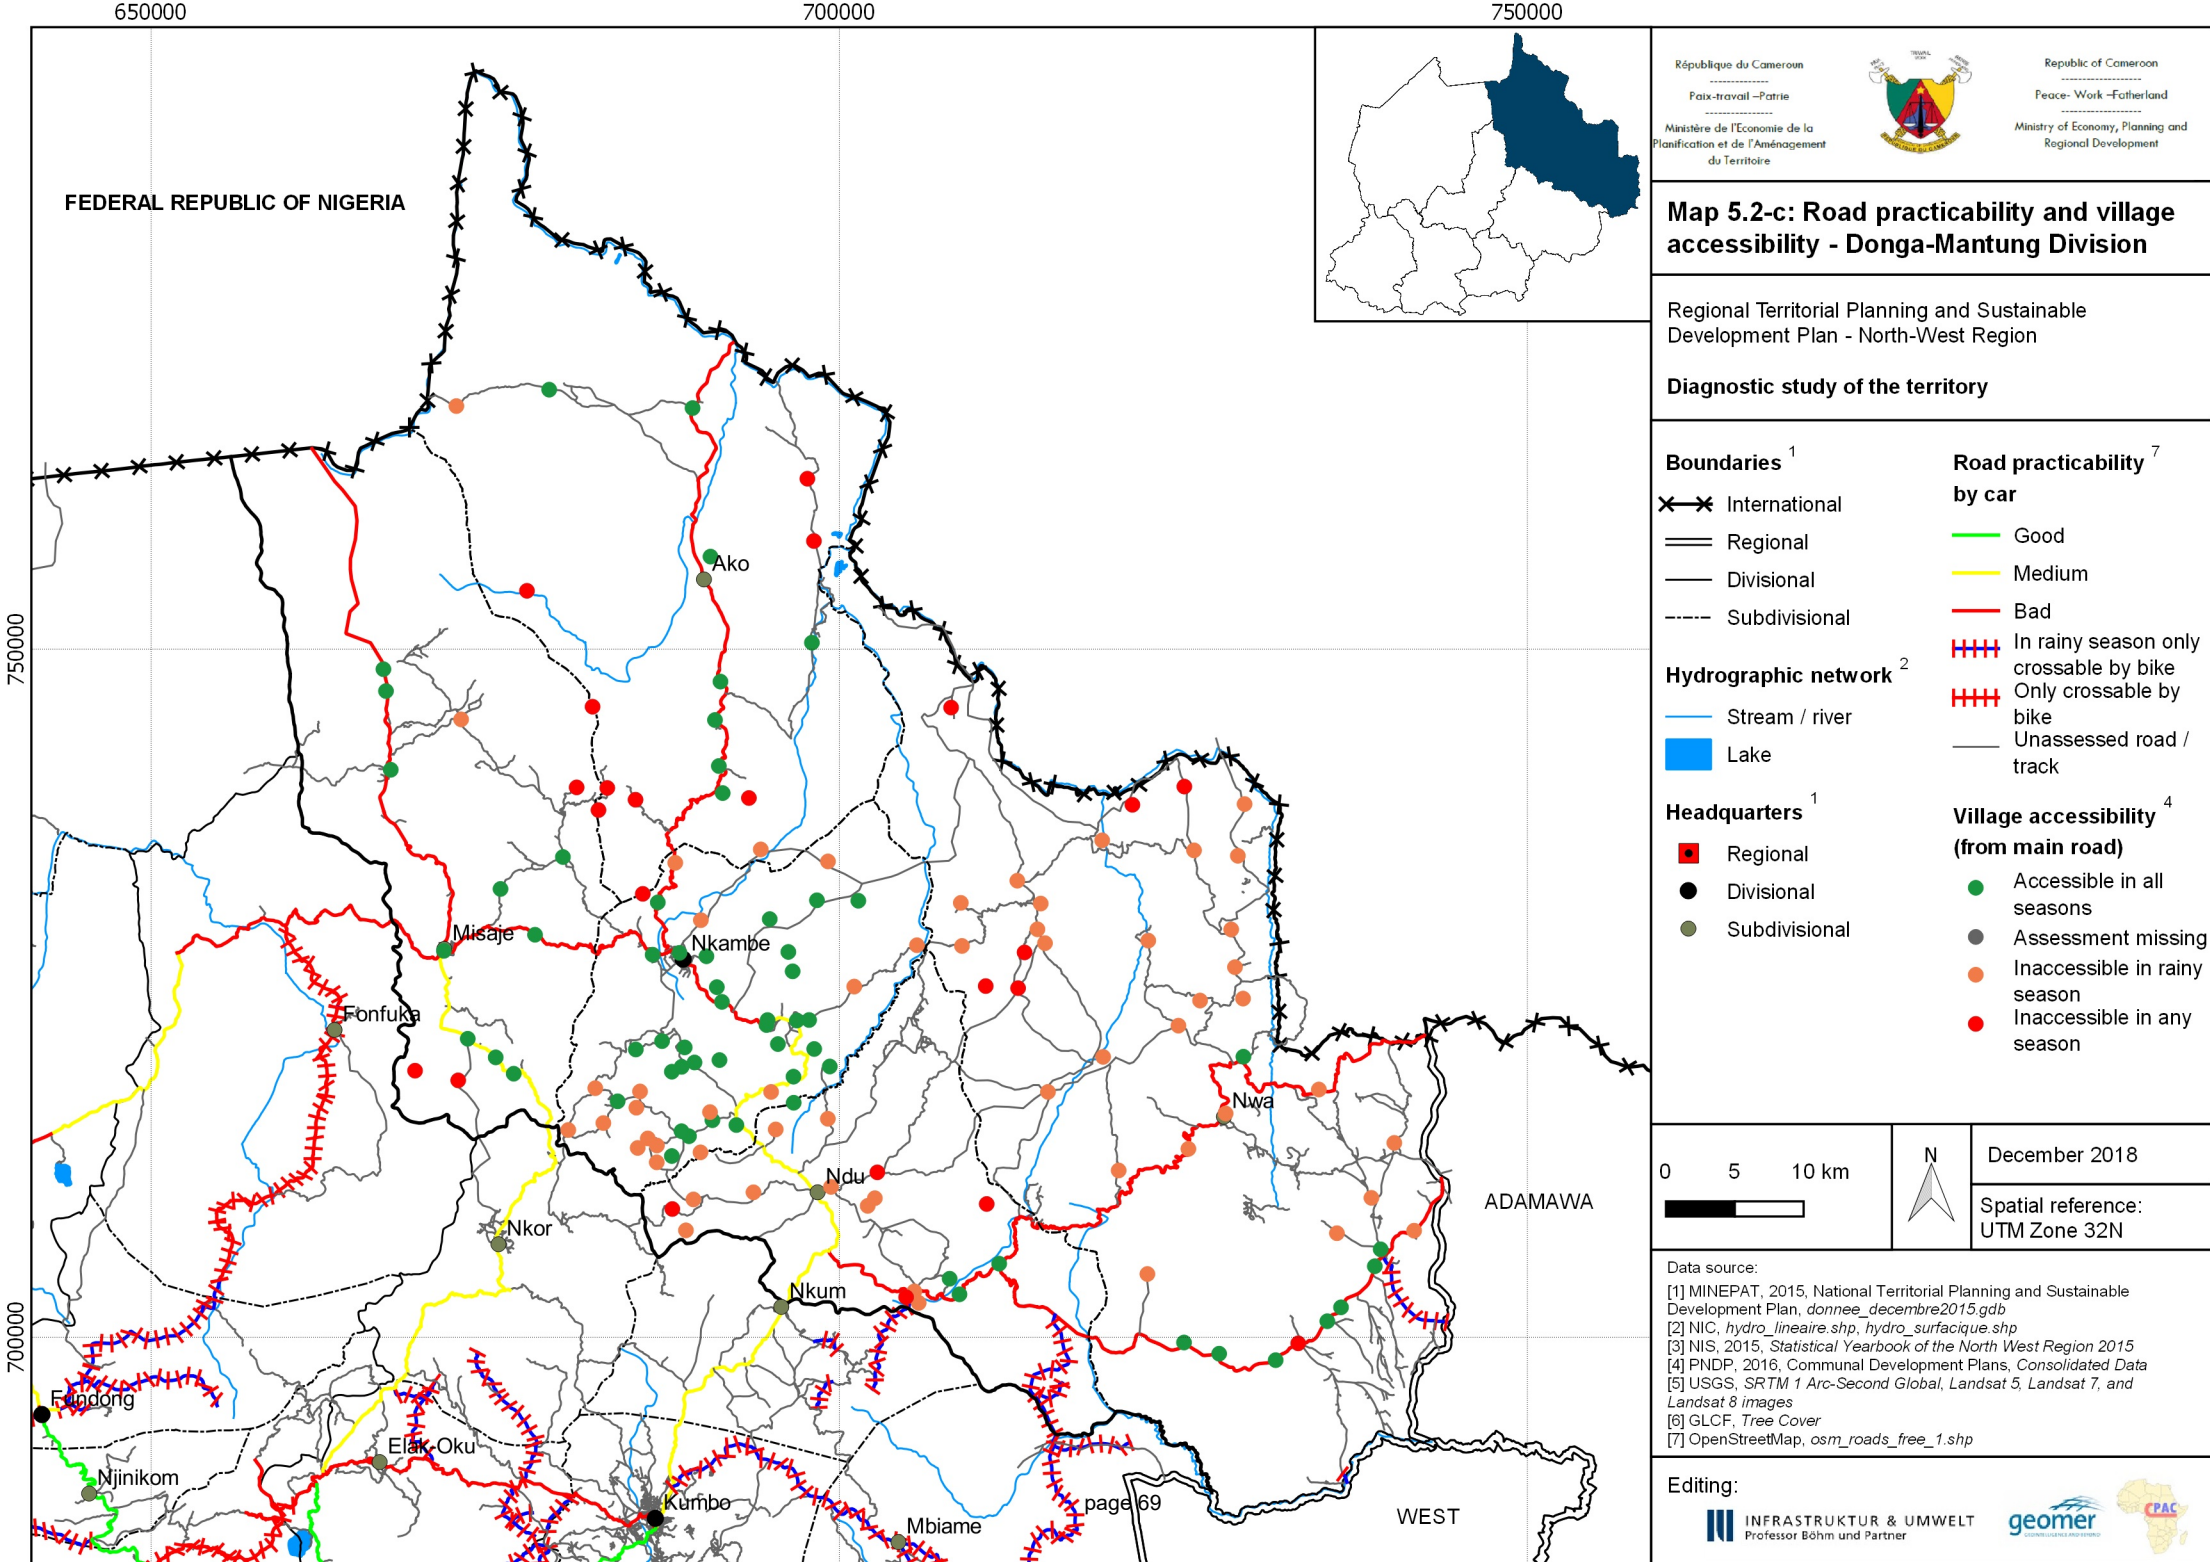 650000
700000
750000
750000
700000
FEDERAL REPUBLIC OF NIGERIA
Ako
Misaje
Nkambe
Fonfuka
Nwa
Ndu
Nkor
Nkum
Fundong
Elak-Oku
Njinikom
Kumbo
Mbiame
page 69
ADAMAWA
WEST
République du Cameroun
--------------
Paix-travail –Patrie
----------------
Ministère de l'Economie de la
Planification et de l'Aménagement
du Territoire
Republic of Cameroon
-------------------
Peace- Work –Fatherland
------------------
Ministry of Economy, Planning and
Regional Development
Map 5.2-c: Road practicability and village
accessibility - Donga-Mantung Division
Regional Territorial Planning and Sustainable
Development Plan - North-West Region
Diagnostic study of the territory
Boundaries 1
International
Regional
Divisional
Subdivisional
Hydrographic network 2
Stream / river
Lake
Headquarters 1
Regional
Divisional
Subdivisional
Road practicability 7
by car
Good
Medium
Bad
In rainy season only
crossable by bike
Only crossable by
bike
Unassessed road /
track
Village accessibility 4
(from main road)
Accessible in all
seasons
Assessment missing
Inaccessible in rainy
season
Inaccessible in any
season
0 5 10 km
N
December 2018
Spatial reference:
UTM Zone 32N
Data source:
[1] MINEPAT, 2015, National Territorial Planning and Sustainable
Development Plan, donnee_decembre2015.gdb
[2] NIC, hydro_lineaire.shp, hydro_surfacique.shp
[3] NIS, 2015, Statistical Yearbook of the North West Region 2015
[4] PNDP, 2016, Communal Development Plans, Consolidated Data
[5] USGS, SRTM 1 Arc-Second Global, Landsat 5, Landsat 7, and
Landsat 8 images
[6] GLCF, Tree Cover
[7] OpenStreetMap, osm_roads_free_1.shp
Editing:
INFRASTRUKTUR & UMWELT
Professor Böhm und Partner
geomer
CPAC